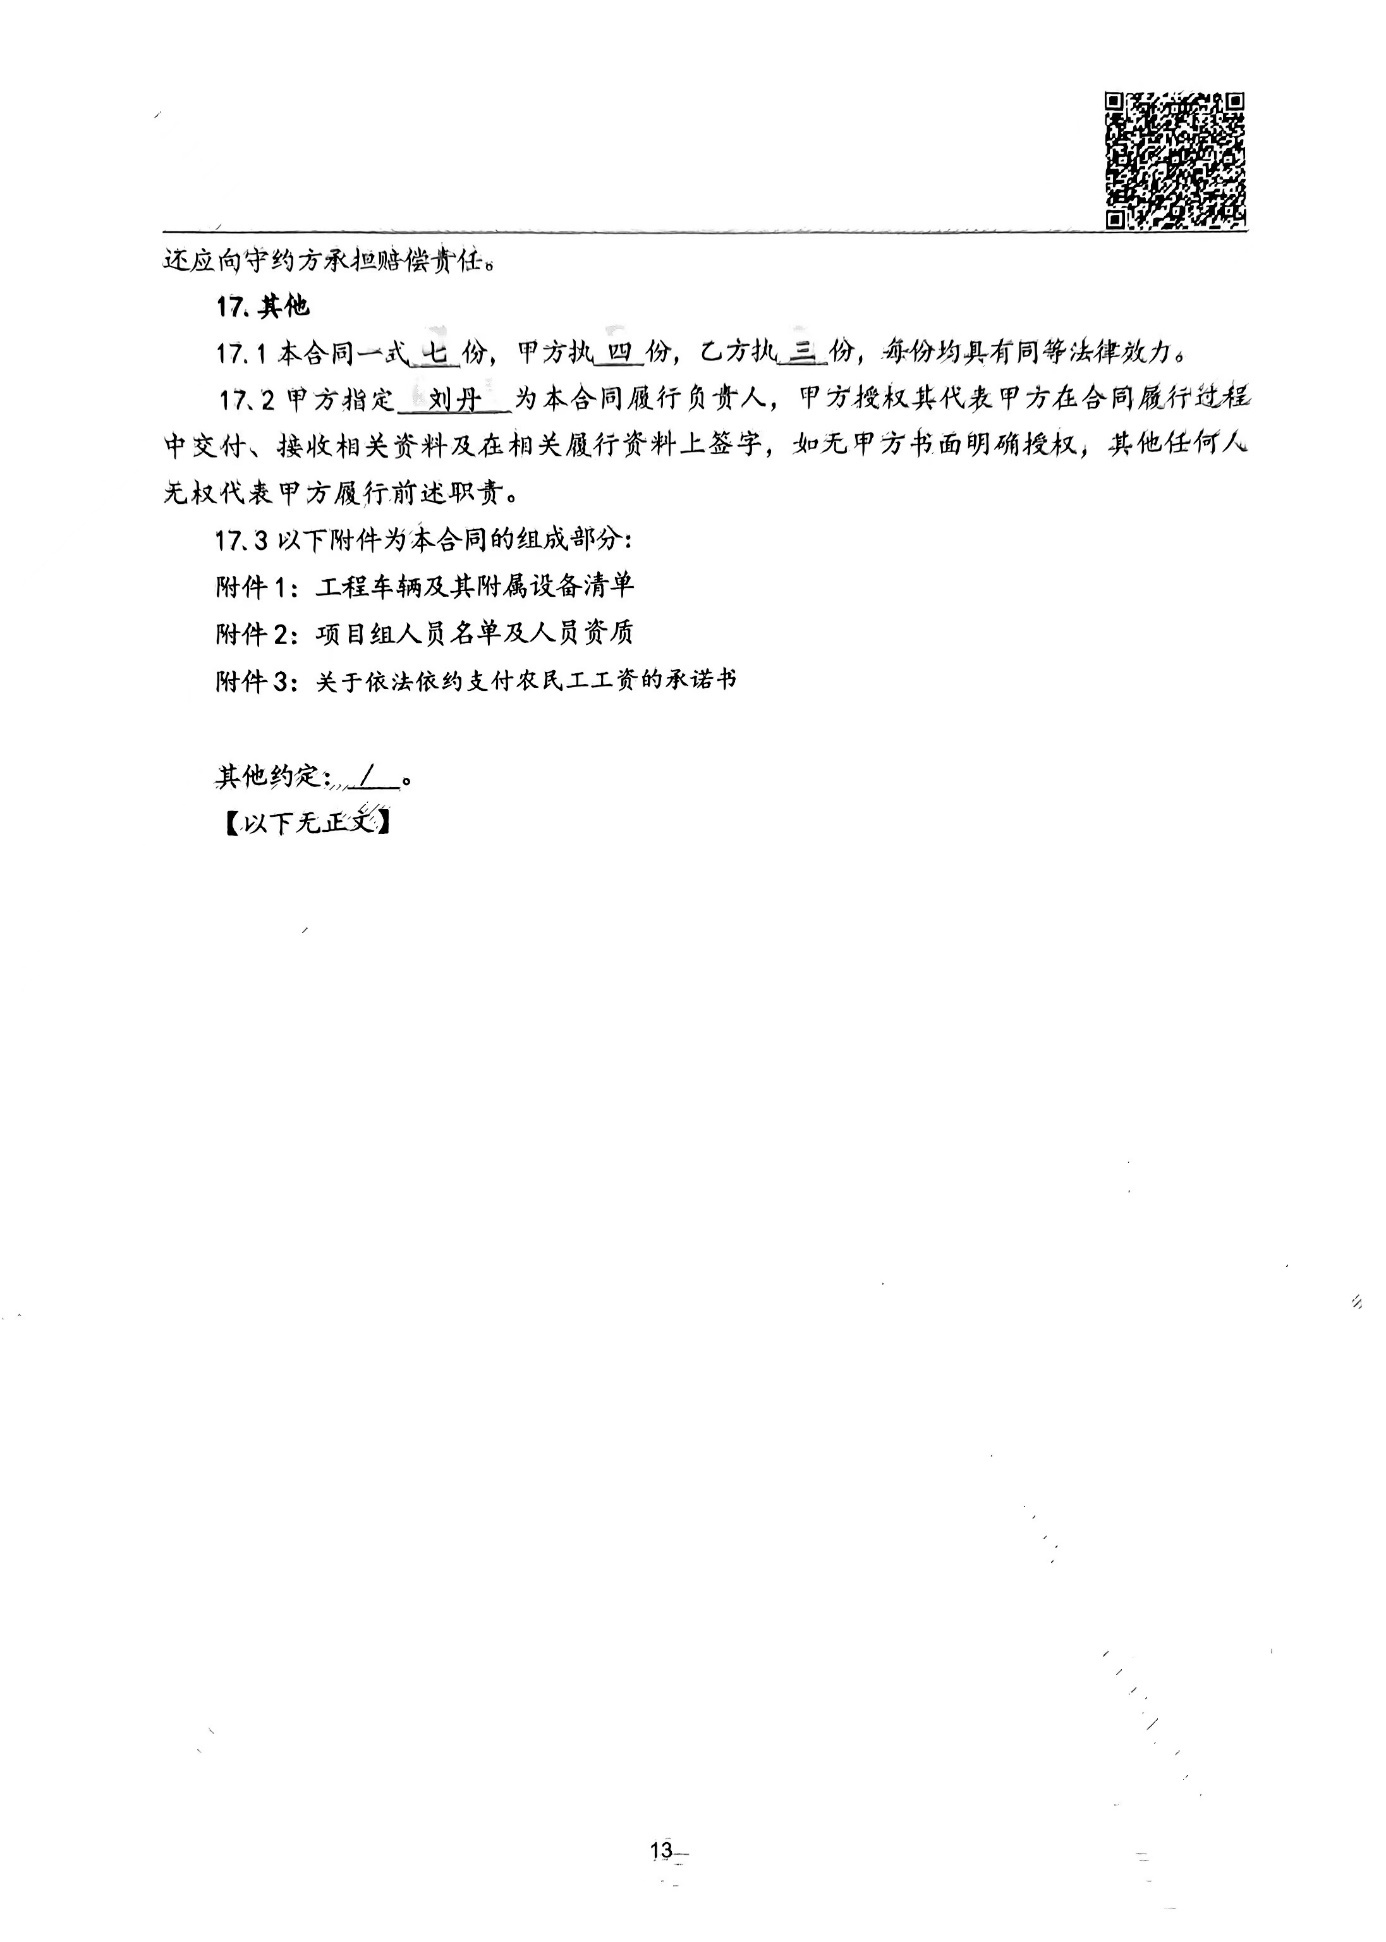 还应向守约方承担赔偿责任。
17.其他
17.1本合同一式 七 份，甲方执 四 份，乙方执 三 份，每份均具有同等法律效力。
17.2甲方指定 刘丹 为本合同履行负责人，甲方授权其代表甲方在合同履行过程
中交付、接收相关资料及在相关履行资料上签字，如无甲方书面明确授权，其他任何人
无权代表甲方履行前述职责。
17.3以下附件为本合同的组成部分：
附件1：工程车辆及其附属设备清单
附件2：项目组人员名单及人员资质
附件3：关于依法依约支付农民工工资的承诺书
其他约定： / 。
【以下无正文】
13